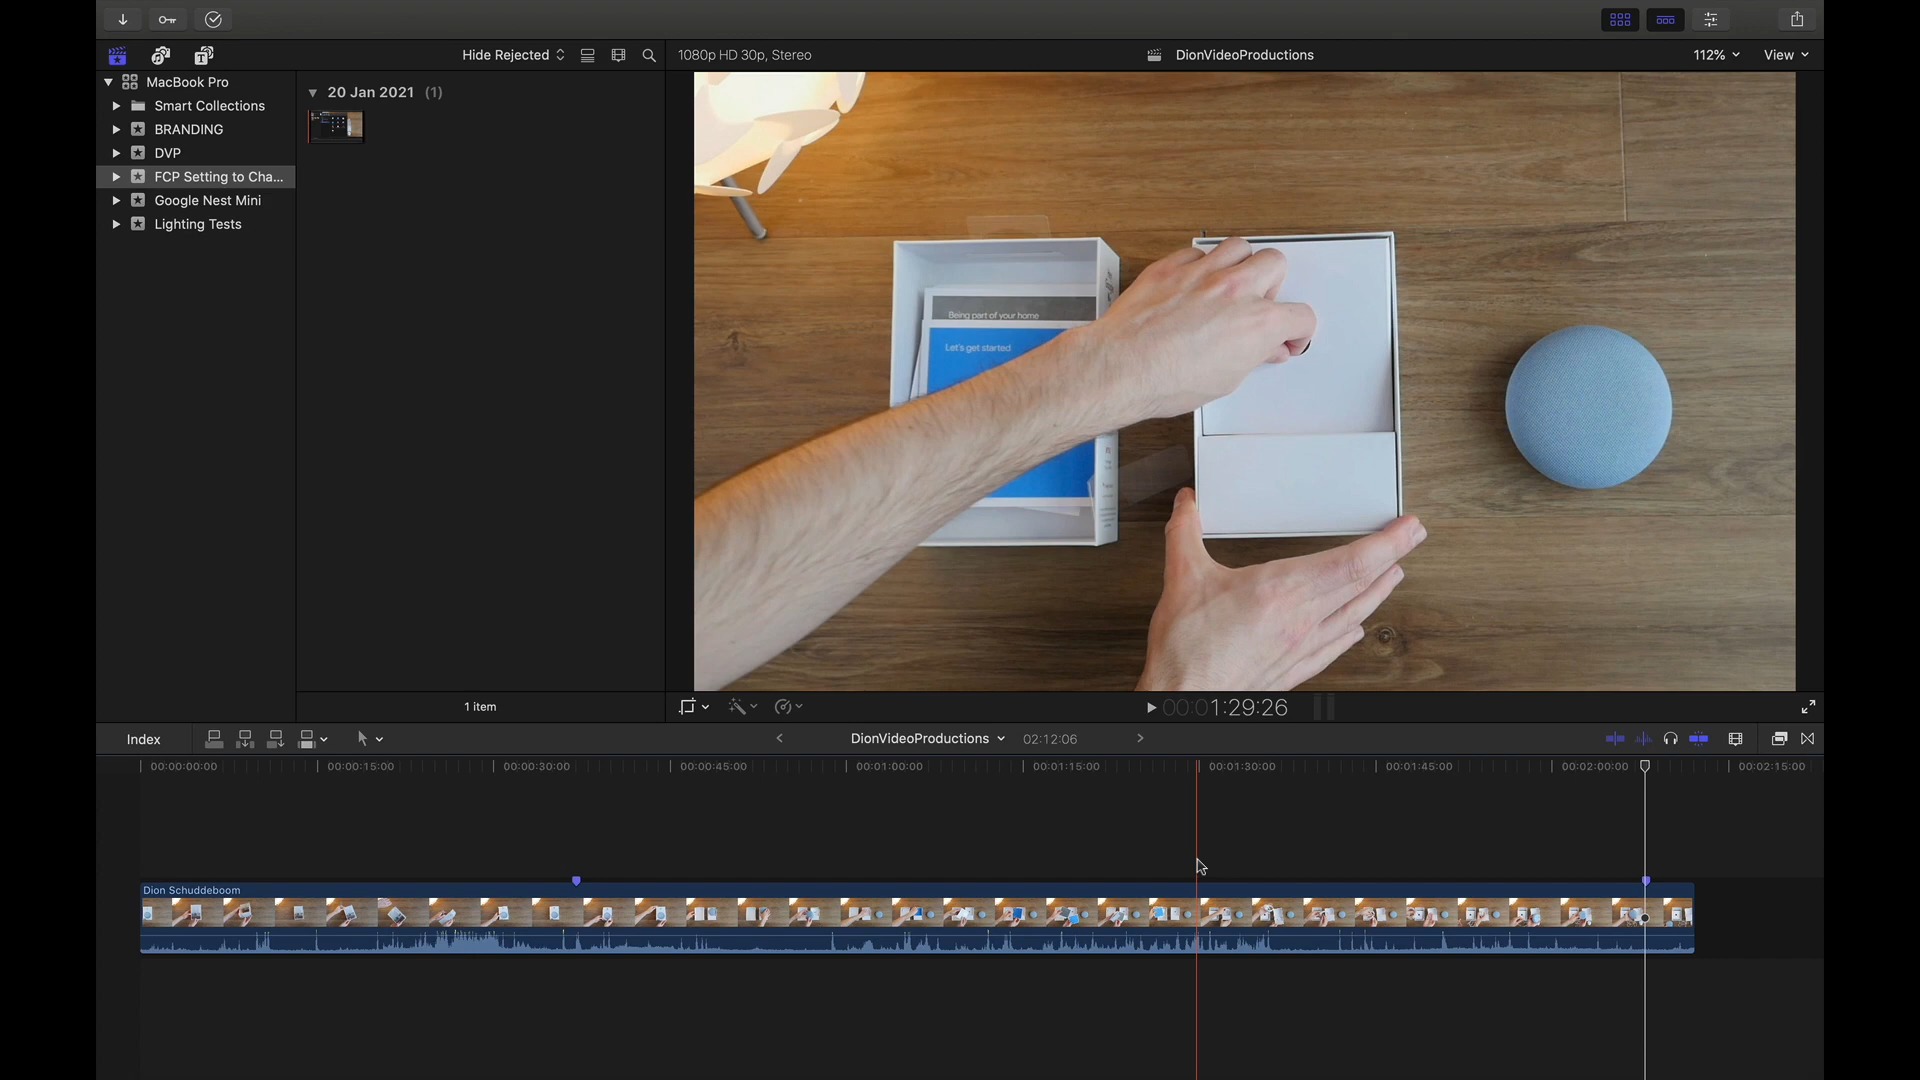 Hide Rejected
1080p HD 30p, Stereo
DionVideoProductions
112%
View
MacBook Pro
Smart Collections
BRANDING
DVP
FCP Setting to Cha...
Google Nest Mini
Lighting Tests
20 Jan 2021 (1)
Being part of your home
Let's get started
1 item
00:01:29:26
Index
DionVideoProductions
02:12:06
00:00:00:00
00:00:15:00
00:00:30:00
00:00:45:00
00:01:00:00
00:01:15:00
00:01:30:00
00:01:45:00
00:02:00:00
00:02:15:00
Dion Schuddeboom